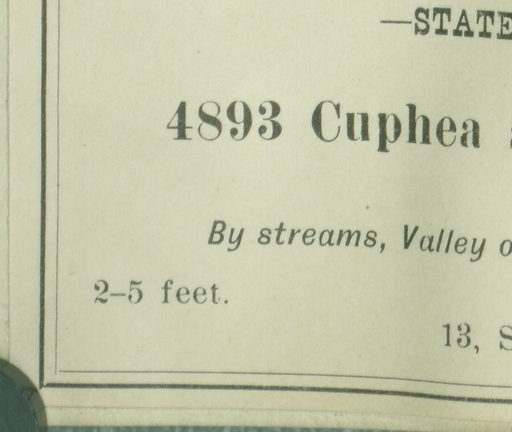 —STATE
4893 Cuphea
By streams, Valley o
2–5 feet.
13, S